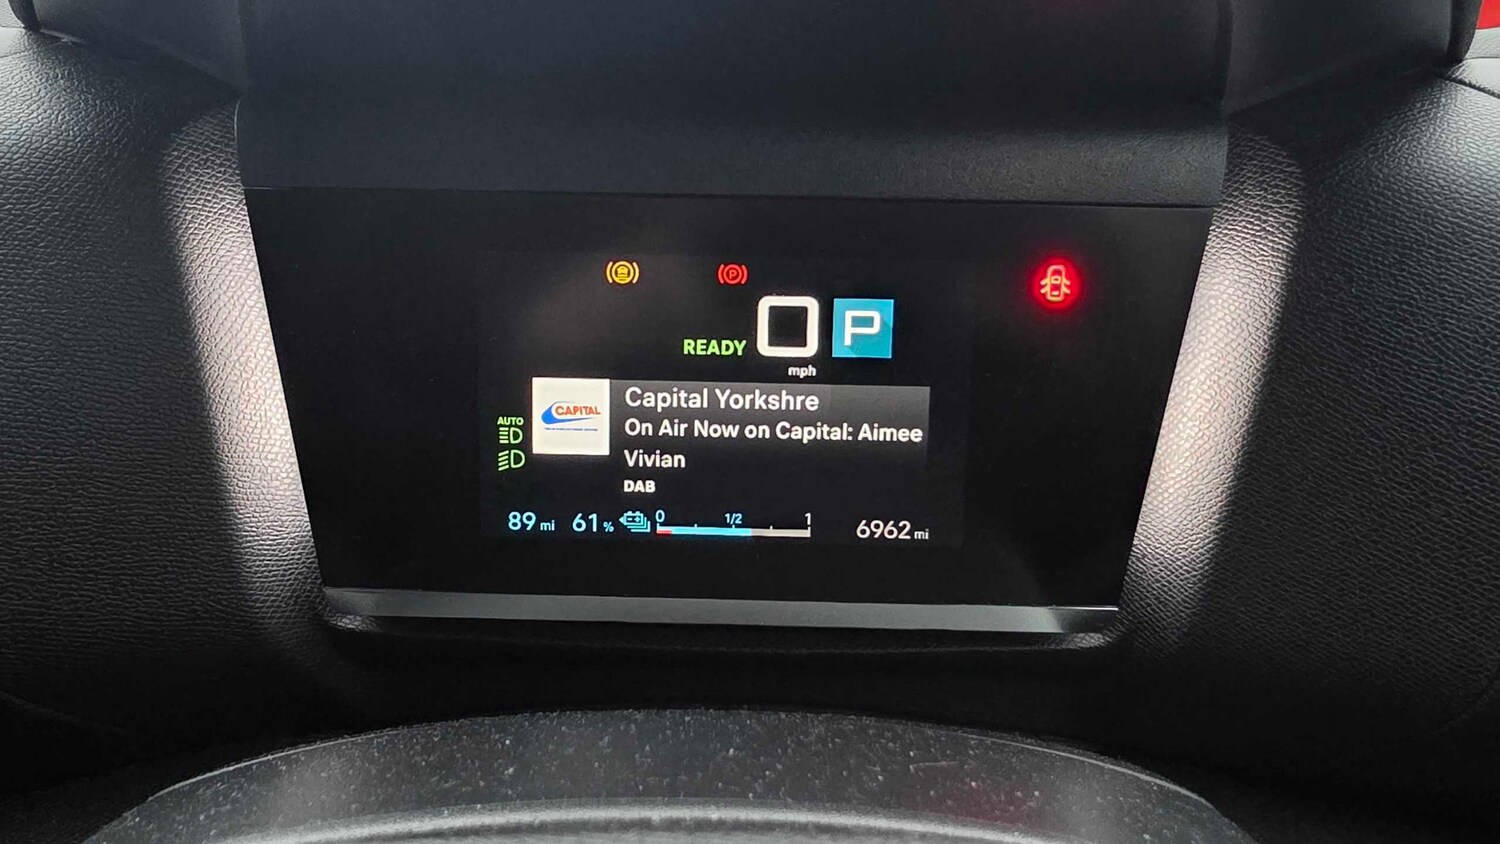 P
READY 0 P
mph
CAPITAL
Capital Yorkshre
On Air Now on Capital: Aimee
Vivian
DAB
AUTO
89 mi 61 % 0 1/2 1 6962 mi